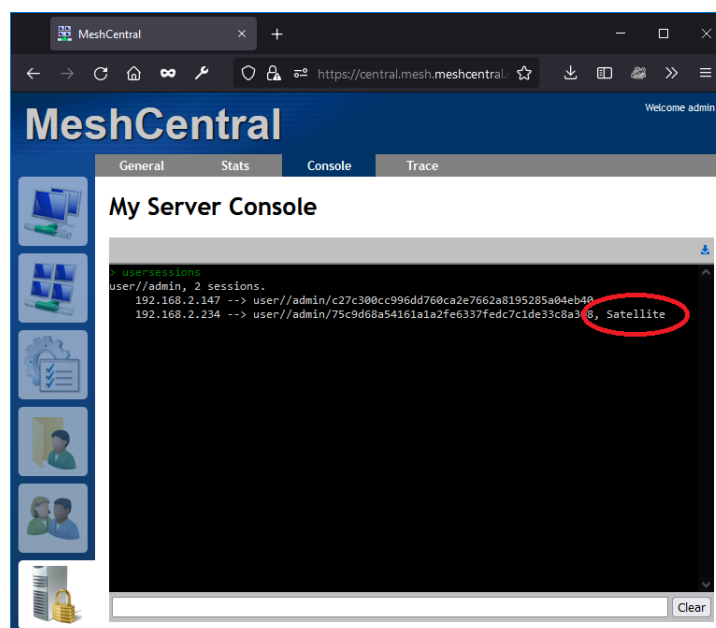 MeshCentral
https://central.mesh.meshcentral.
MeshCentral
Welcome admin
General Stats Console Trace
My Server Console
> usersessions
user//admin, 2 sessions.
192.168.2.147 --> user//admin/c27c300cc996dd760ca2e7662a8195285a04eb40
192.168.2.234 --> user//admin/75c9d68a54161a1a2fe6337fedc7c1de33c8a3 8, Satellite
Clear